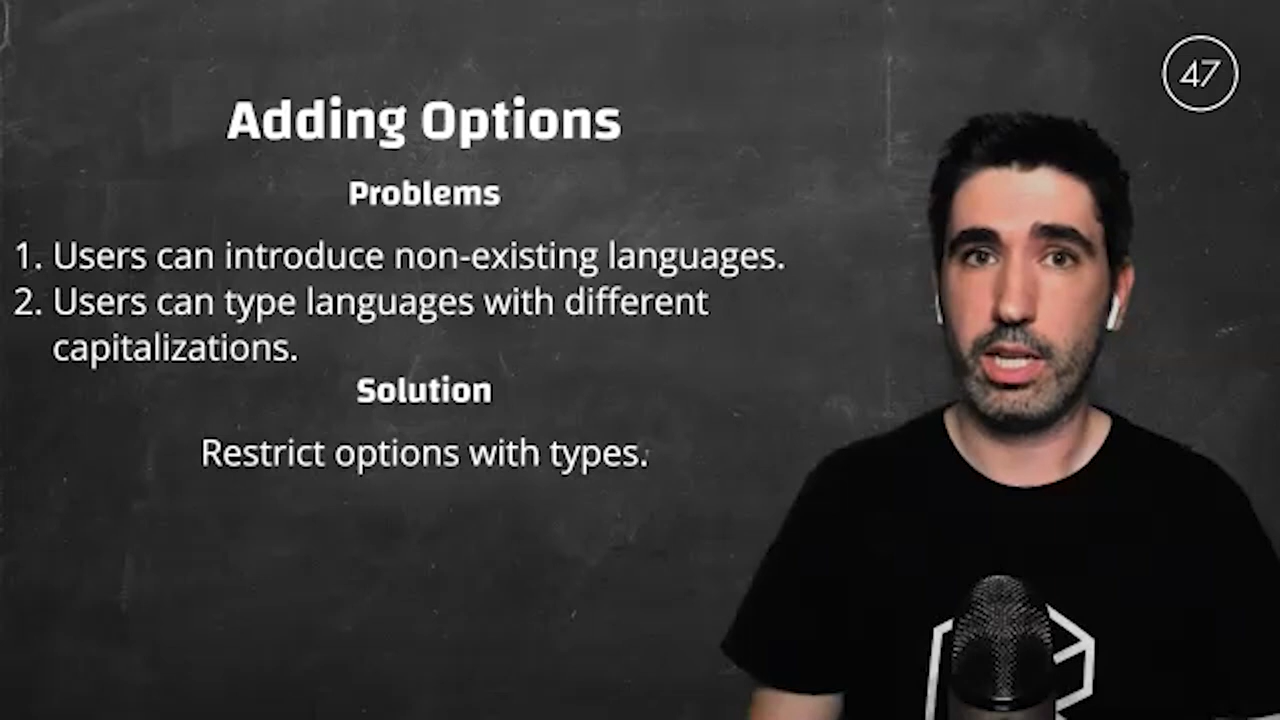 47
Adding Options
Problems
1. Users can introduce non-existing languages.
2. Users can type languages with different
capitalizations.
Solution
Restrict options with types.